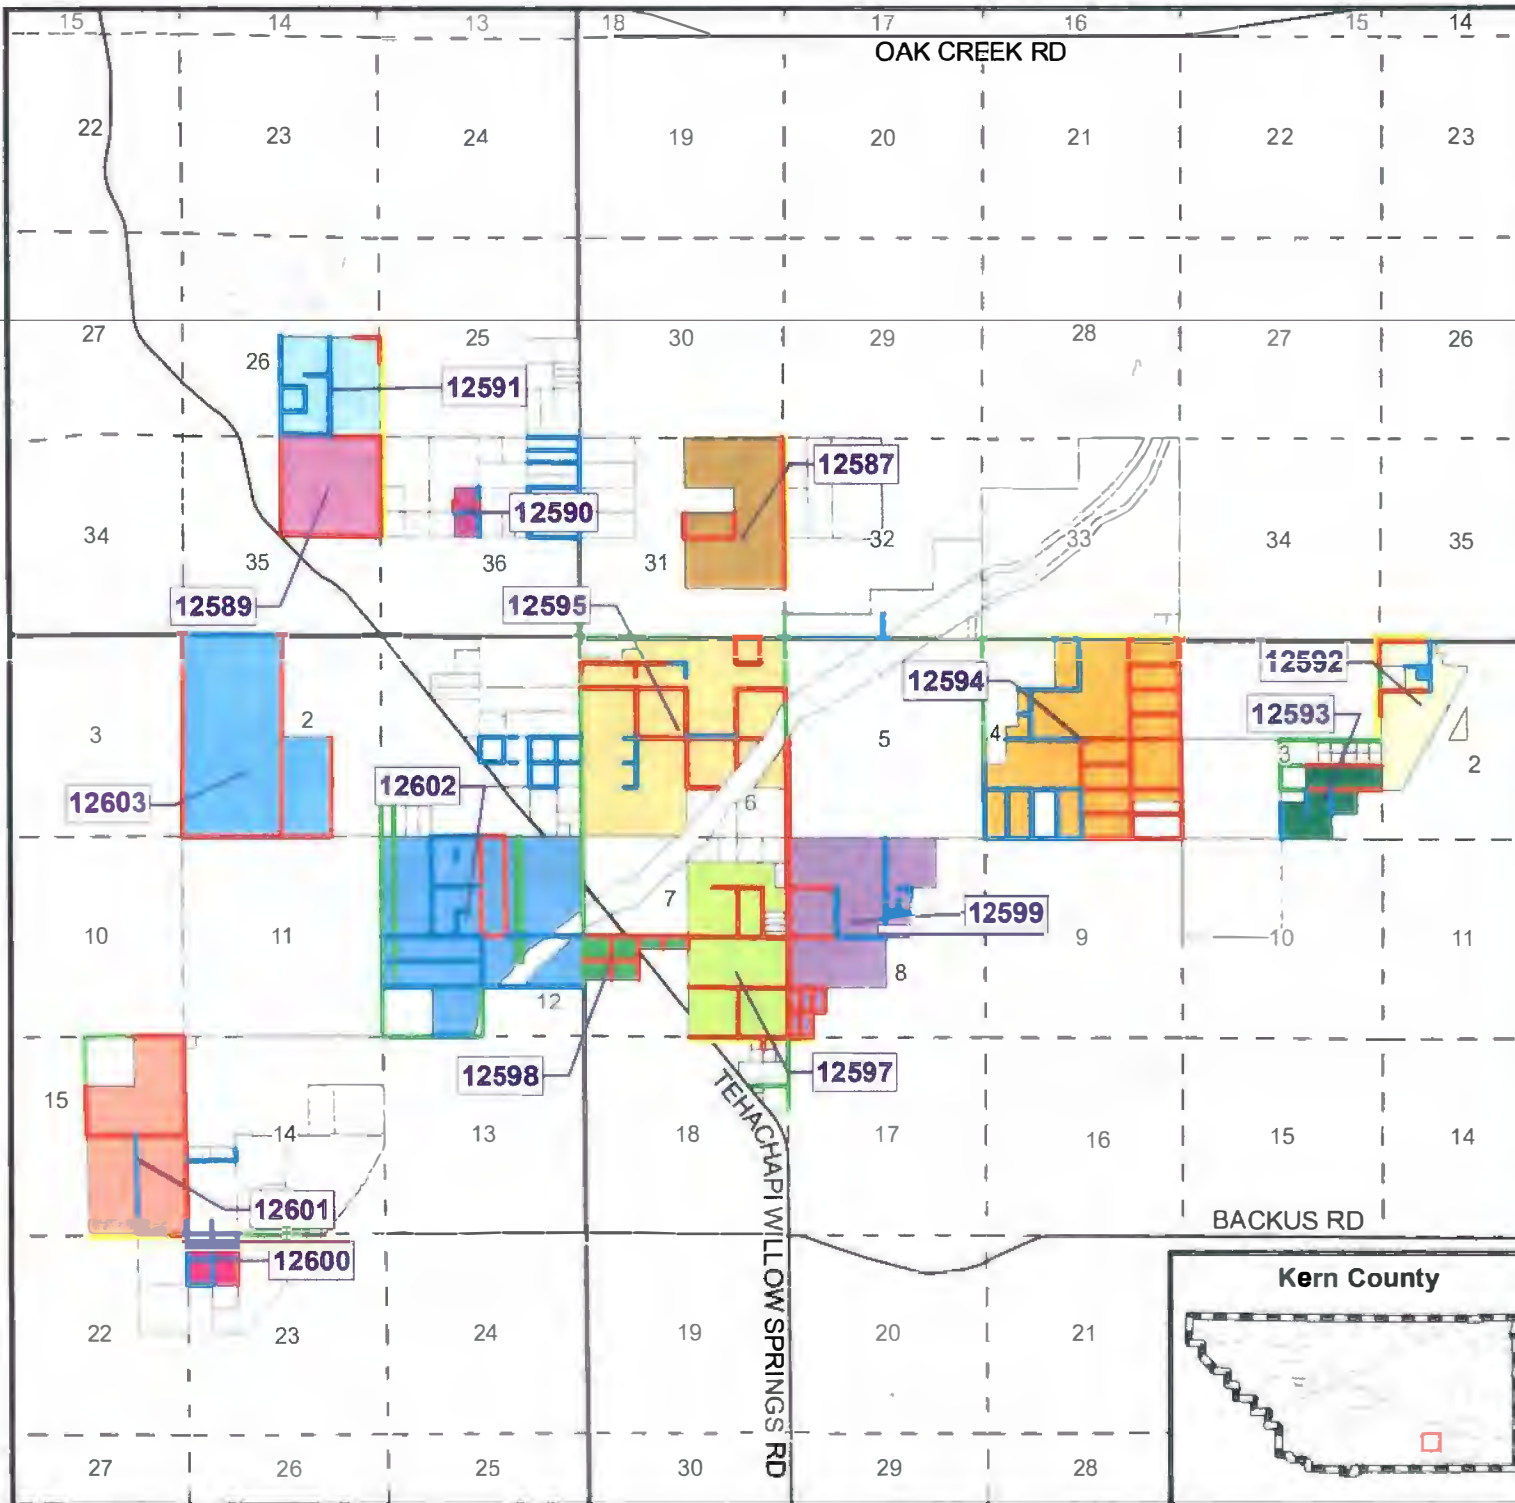 15 14 13 18 17 16 15 14
OAK CREEK RD
22 23 24 19 20 21 22 23
27 26 25 30 29 28 27 26
12591
12587
12590
34 35 36 31 32 33 34 35
12589
12595
12592
12594
12593
3 2 6 5 4 3 2
12603
12602
7
12599
10 11 12 8 9 10 11
12598
12597
15 14 13 18 17 16 15 14
TEHACHAPI WILLOW SPRINGS RD
12601
BACKUS RD
12600
22 23 24 19 20 21
Kern County
27 26 25 30 29 28